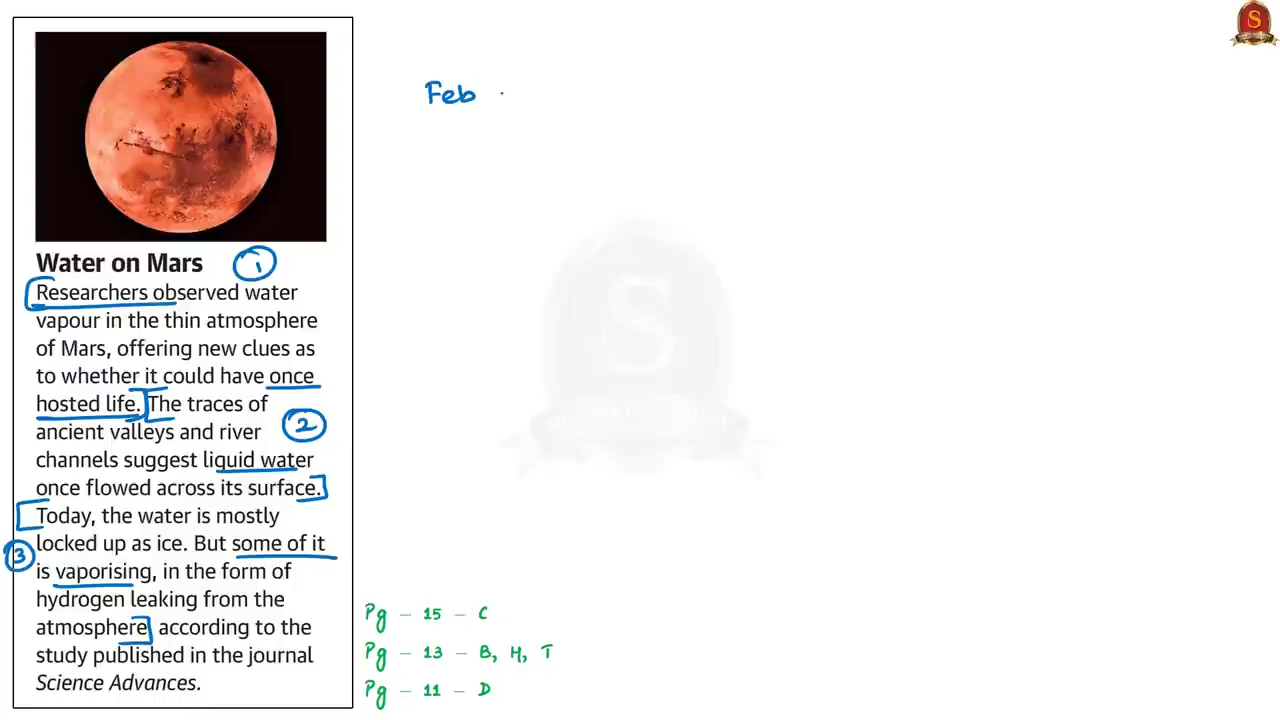 Feb
Water on Mars 1
Researchers observed water
vapour in the thin atmosphere
of Mars, offering new clues as
to whether it could have once
hosted life. The traces of
ancient valleys and river 2
channels suggest liquid water
once flowed across its surface.
Today, the water is mostly
locked up as ice. But some of it
3 is vaporising, in the form of
hydrogen leaking from the
atmosphere, according to the
study published in the journal
Science Advances.
Pg - 15 - C
Pg - 13 - B, H, T
Pg - 11 - D
S
S